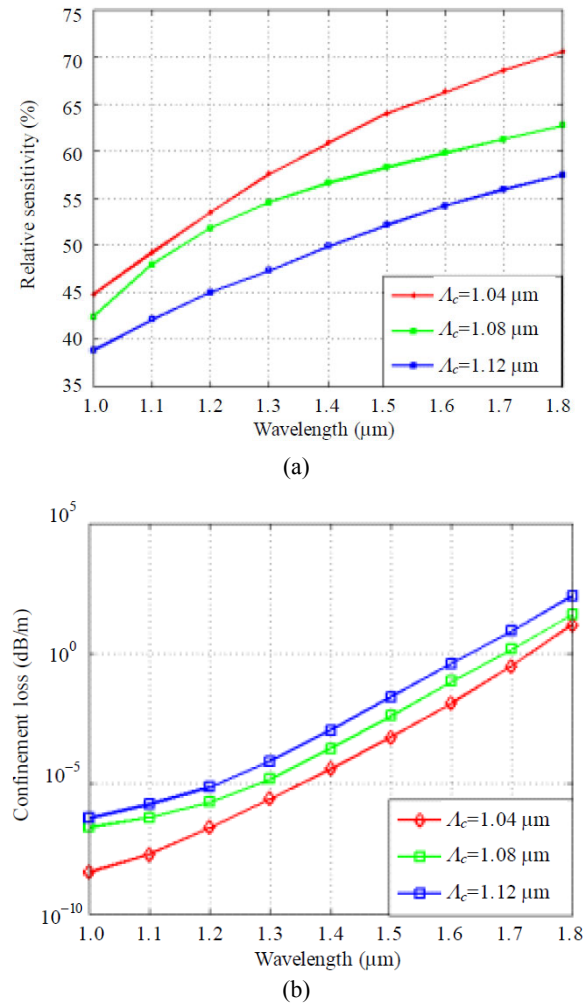 75
70
65
60
55
50
45
40
35
Relative sensitivity (%)
Λc=1.04 μm
Λc=1.08 μm
Λc=1.12 μm
1.0 1.1 1.2 1.3 1.4 1.5 1.6 1.7 1.8
Wavelength (μm)
(a)
10^5
10^0
10^-5
10^-10
Confinement loss (dB/m)
Λc=1.04 μm
Λc=1.08 μm
Λc=1.12 μm
1.0 1.1 1.2 1.3 1.4 1.5 1.6 1.7 1.8
Wavelength (μm)
(b)